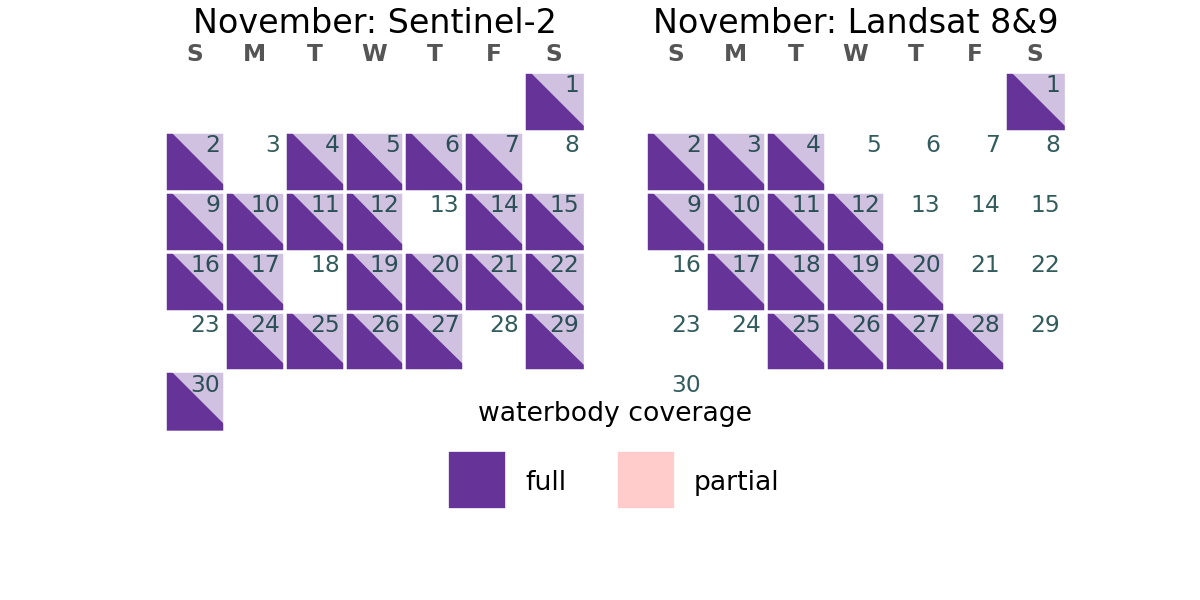 November: Sentinel-2
S M T W T F S
1
2 3 4 5 6 7 8
9 10 11 12 13 14 15
16 17 18 19 20 21 22
23 24 25 26 27 28 29
30
November: Landsat 8&9
S M T W T F S
1
2 3 4 5 6 7 8
9 10 11 12 13 14 15
16 17 18 19 20 21 22
23 24 25 26 27 28 29
30
waterbody coverage
full partial